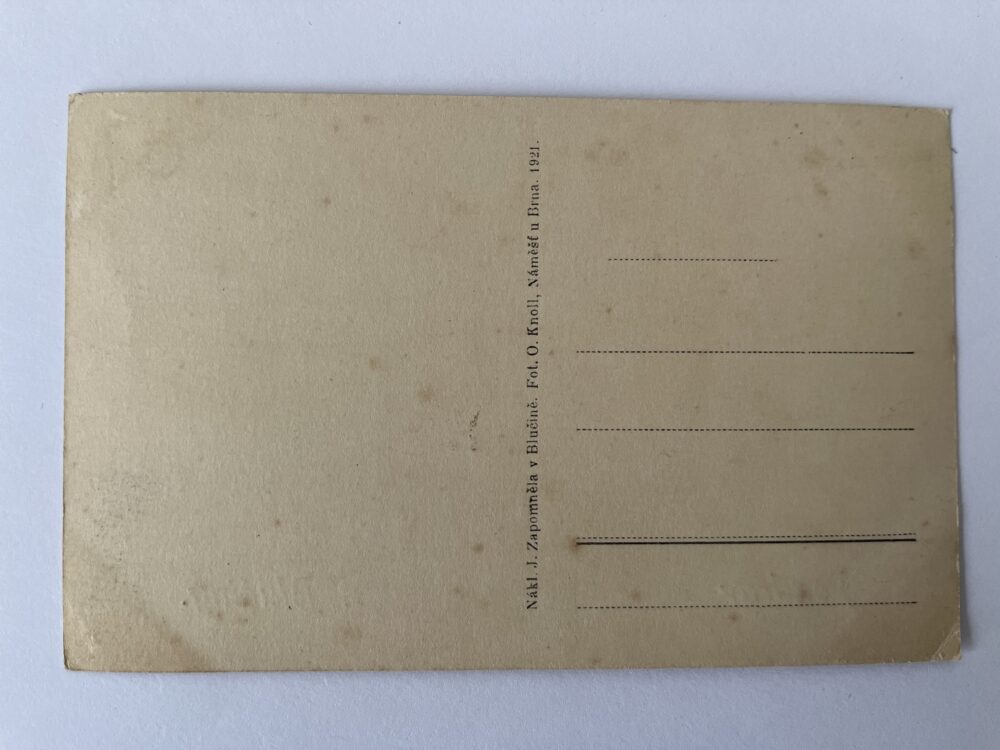 Nákl. J. Zapomněla v Blučině. Fot. O. Knoll, Náměšť u Brna. 1921.